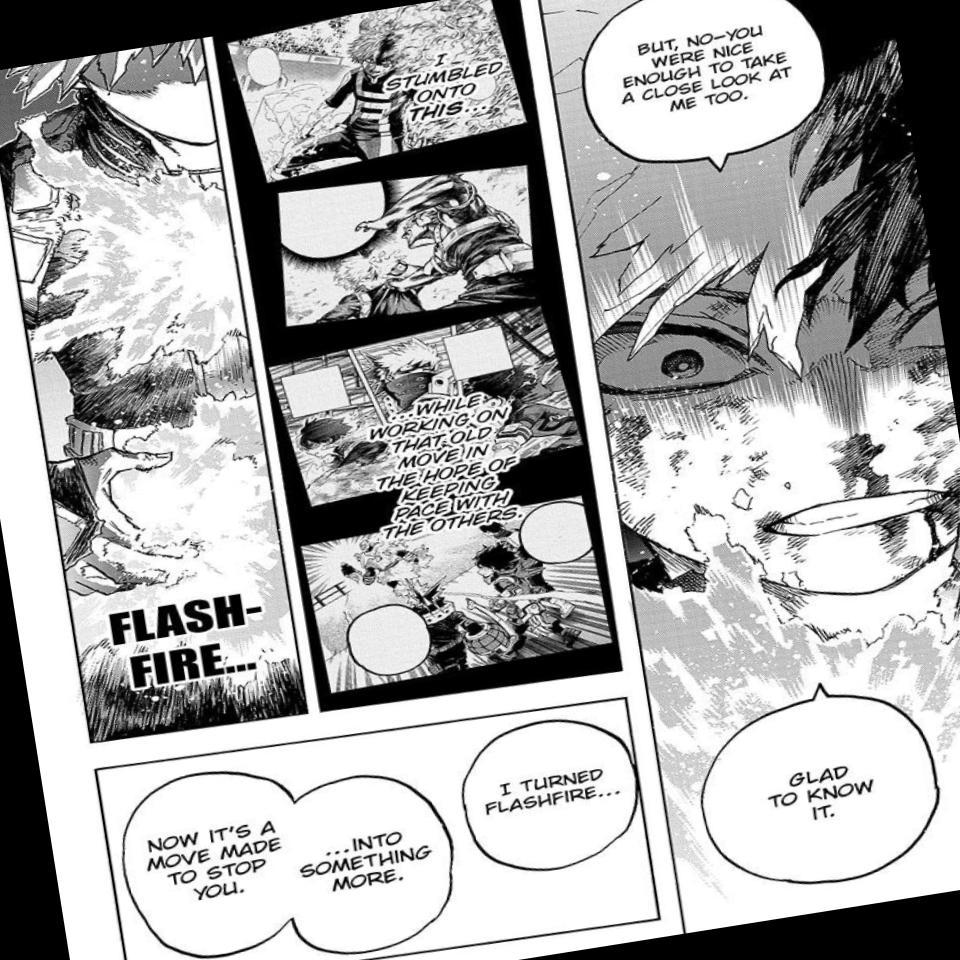 BUT, NO–YOU
WERE NICE
ENOUGH TO TAKE
A CLOSE LOOK AT
ME TOO.
GLAD
TO KNOW
IT.
I
STUMBLED
ONTO
THIS...
...WHILE
WORKING ON
THAT OLD
MOVE IN
THE HOPE OF
KEEPING
PACE WITH
THE OTHERS.
FLASH-
FIRE...
I TURNED
FLASHFIRE...
...INTO
SOMETHING
MORE.
NOW IT'S A
MOVE MADE
TO STOP
YOU.